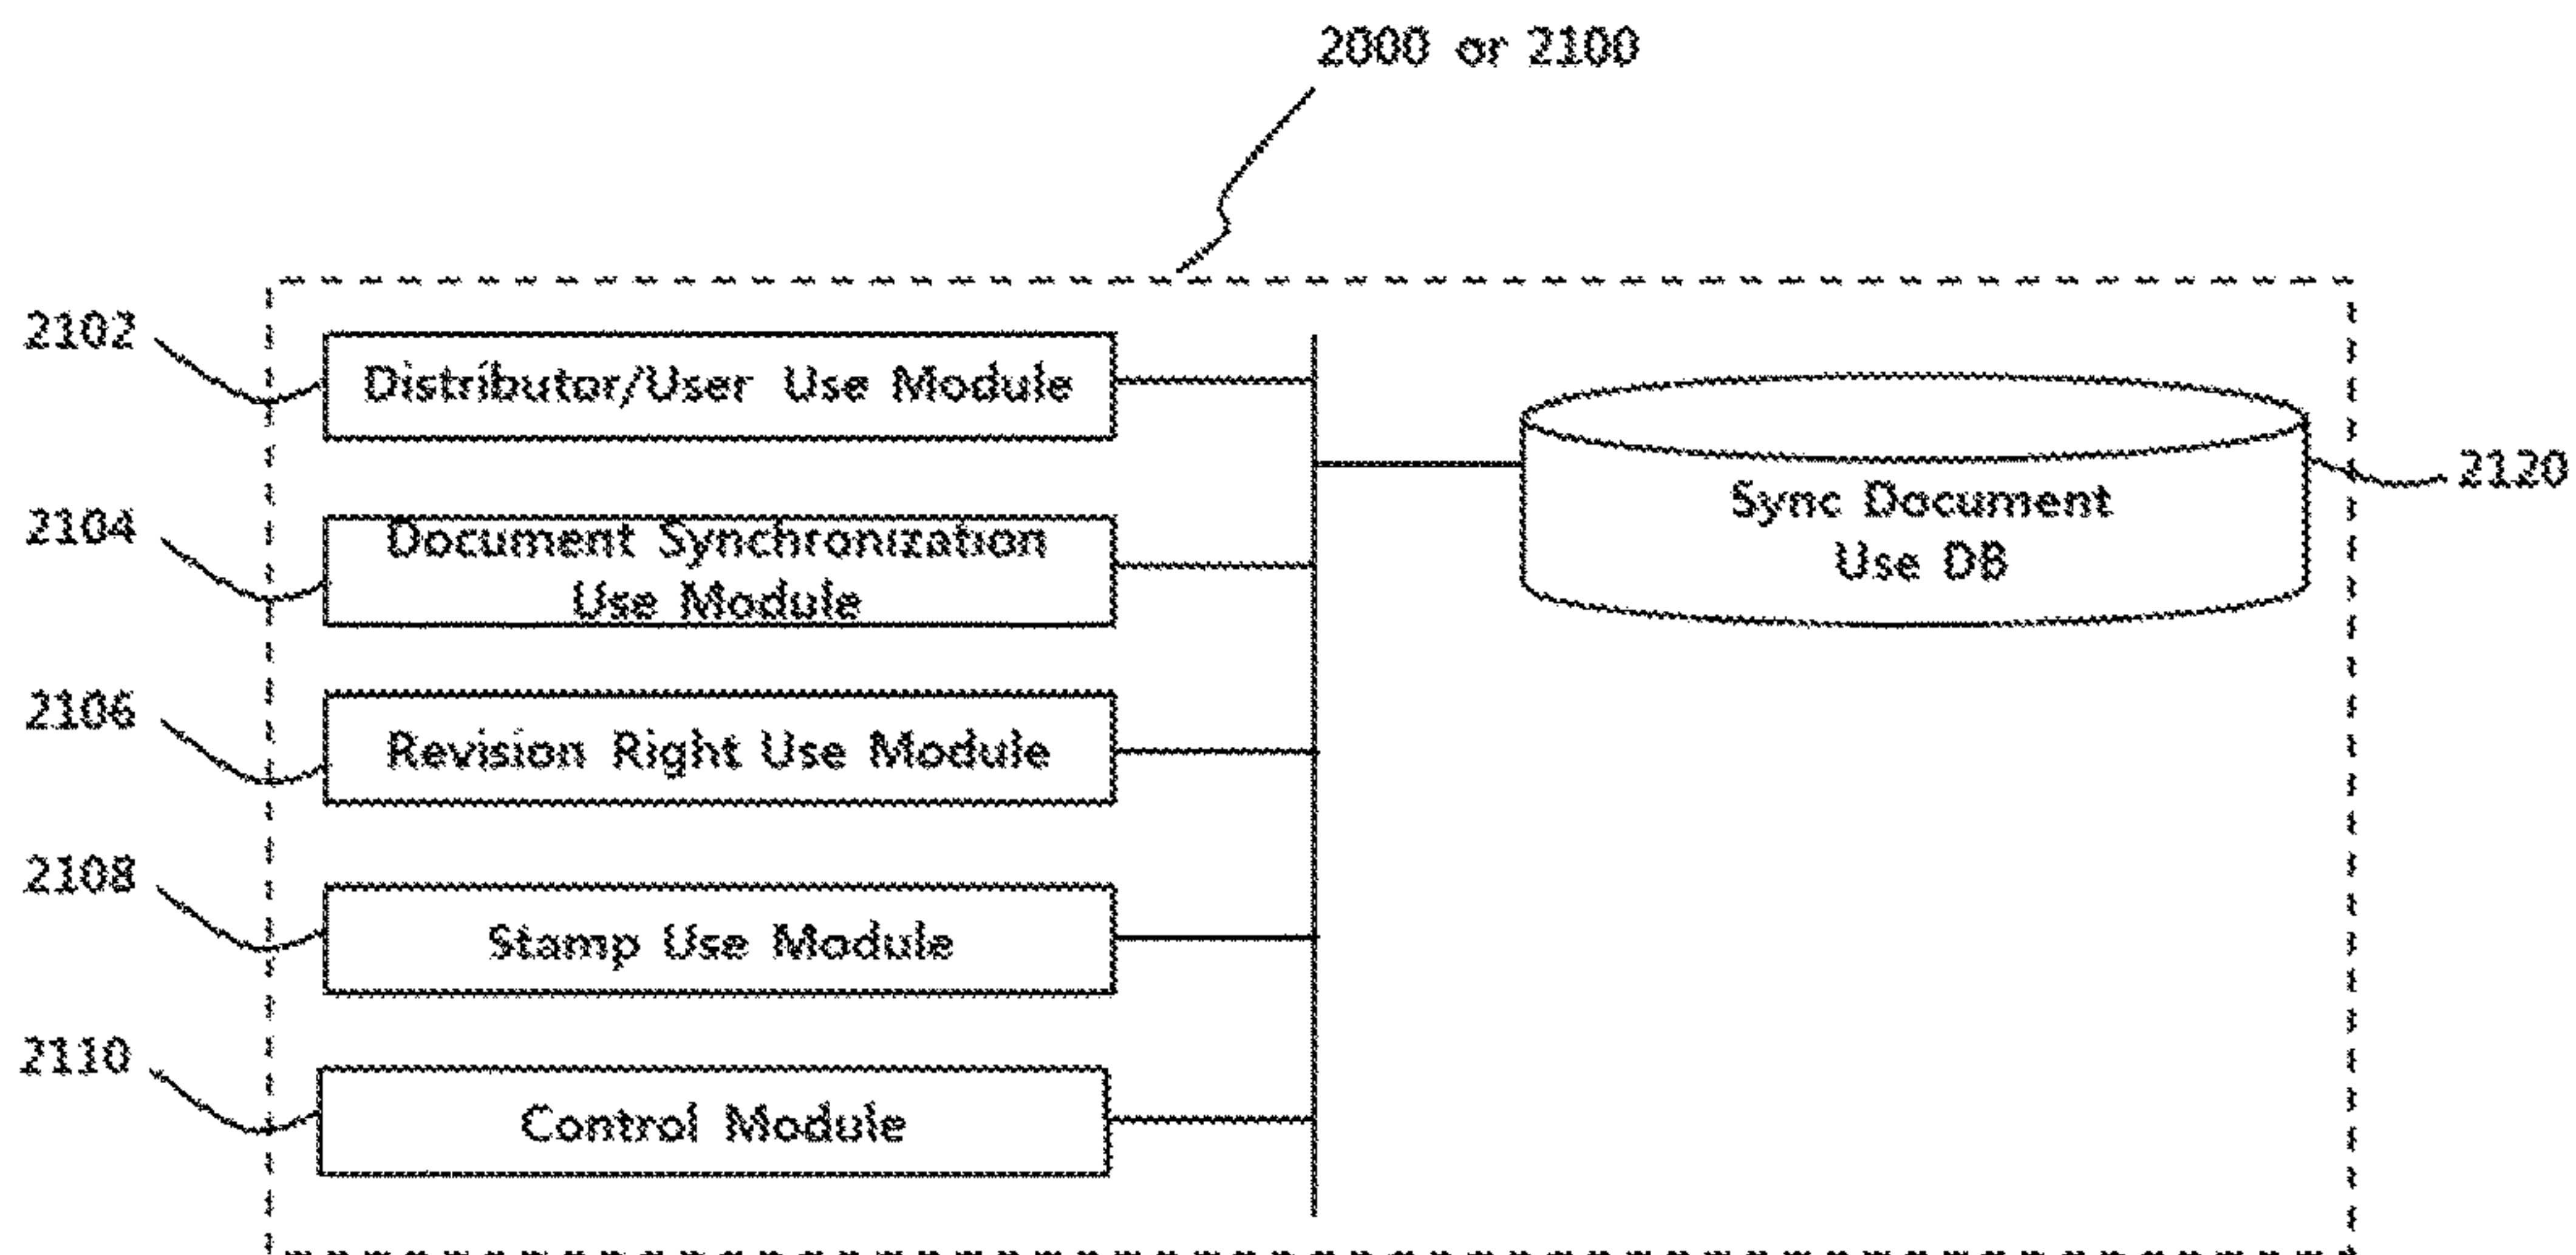 2000 or 2100
2102
Distributor/User Use Module
2104
Document Synchronization
Use Module
2106
Revision Right Use Module
2108
Stamp Use Module
2110
Control Module
Sync Document
Use DB
2120